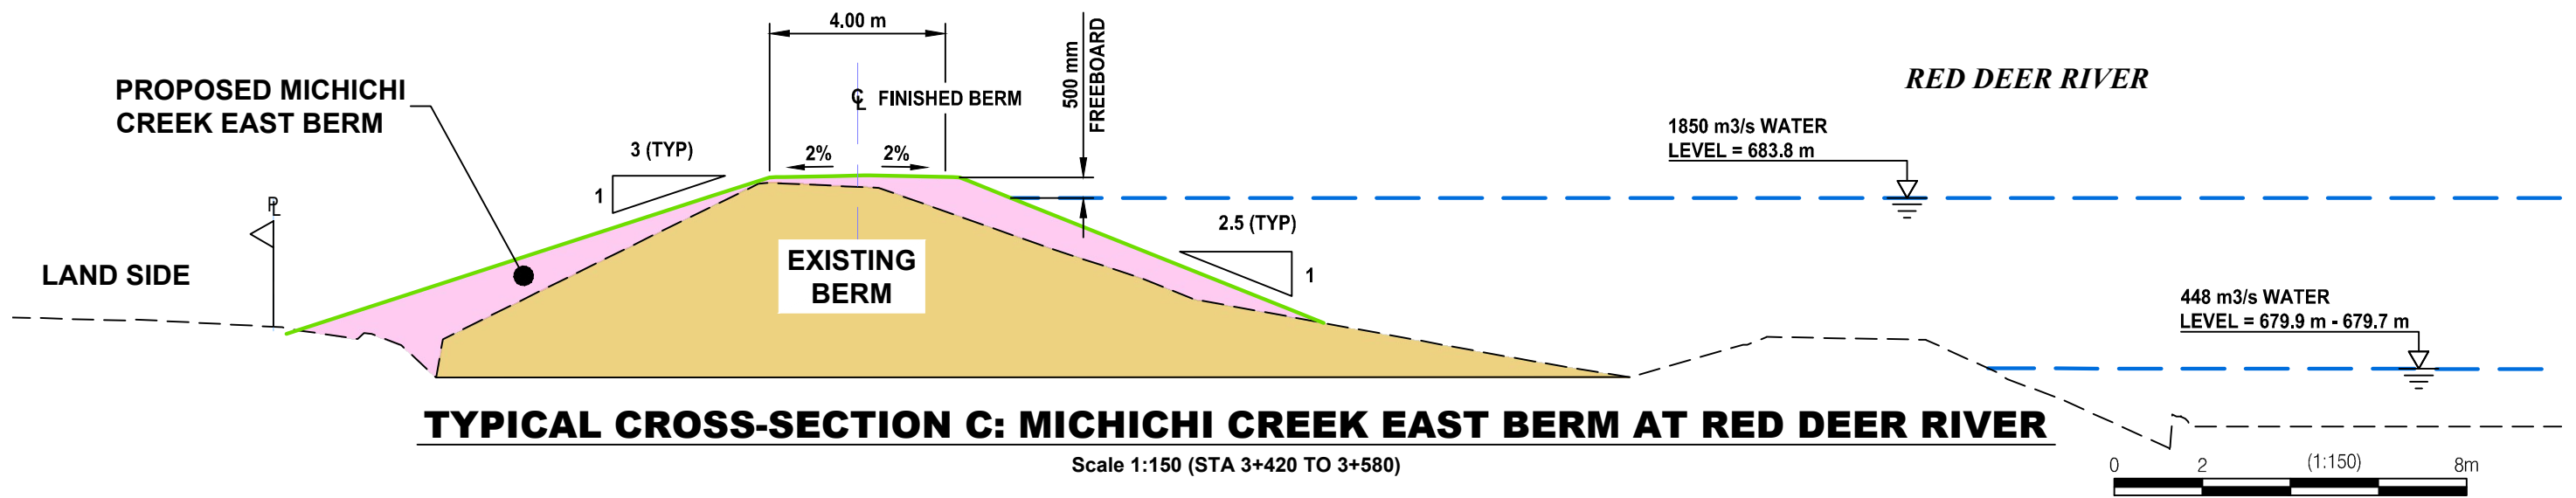 4.00 m
500 mm
FREEBOARD
RED DEER RIVER
PROPOSED MICHICHI
CREEK EAST BERM
℄ FINISHED BERM
1850 m3/s WATER
LEVEL = 683.8 m
3 (TYP)
1
2% 2%
PL
2.5 (TYP)
1
LAND SIDE
EXISTING
BERM
448 m3/s WATER
LEVEL = 679.9 m - 679.7 m
TYPICAL CROSS-SECTION C: MICHICHI CREEK EAST BERM AT RED DEER RIVER
Scale 1:150 (STA 3+420 TO 3+580)
0 2 (1:150) 8m